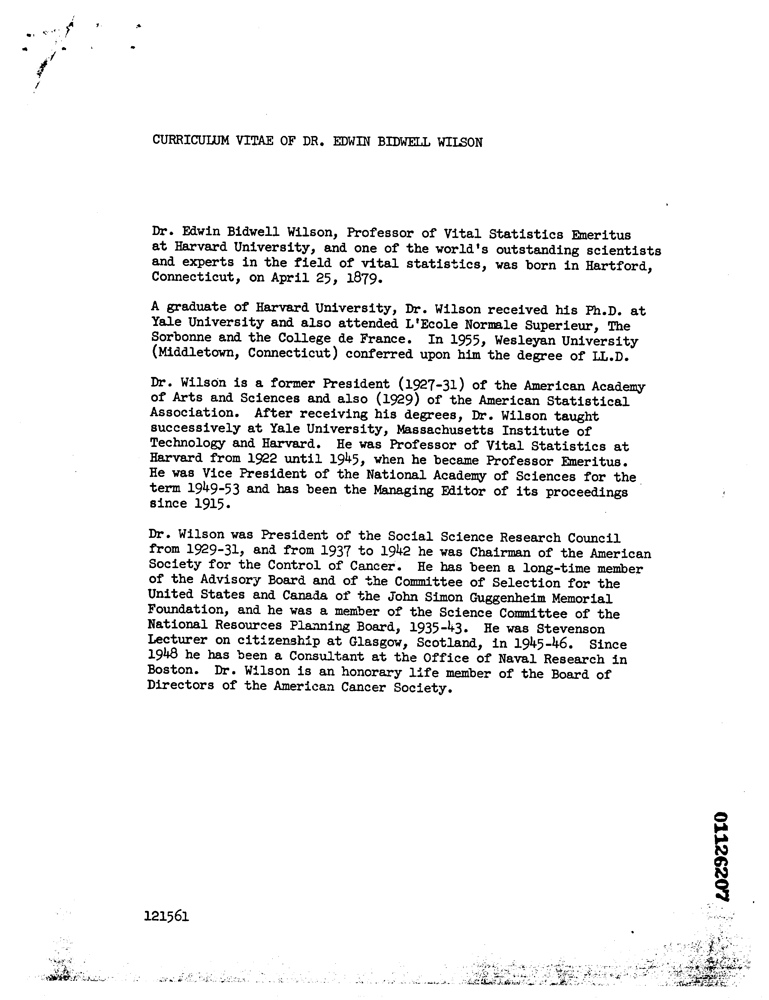 CURRICULUM VITAE OF DR. EDWIN BIDWELL WILSON
Dr. Edwin Bidwell Wilson, Professor of Vital Statistics Emeritus
at Harvard University, and one of the world's outstanding scientists
and experts in the field of vital statistics, was born in Hartford,
Connecticut, on April 25, 1879.
A graduate of Harvard University, Dr. Wilson received his Ph.D. at
Yale University and also attended L'Ecole Normale Superieur, The
Sorbonne and the College de France. In 1955, Wesleyan University
(Middletown, Connecticut) conferred upon him the degree of LL.D.
Dr. Wilson is a former President (1927-31) of the American Academy
of Arts and Sciences and also (1929) of the American Statistical
Association. After receiving his degrees, Dr. Wilson taught
successively at Yale University, Massachusetts Institute of
Technology and Harvard. He was Professor of Vital Statistics at
Harvard from 1922 until 1945, when he became Professor Emeritus.
He was Vice President of the National Academy of Sciences for the
term 1949-53 and has been the Managing Editor of its proceedings
since 1915.
Dr. Wilson was President of the Social Science Research Council
from 1929-31, and from 1937 to 1942 he was Chairman of the American
Society for the Control of Cancer. He has been a long-time member
of the Advisory Board and of the Committee of Selection for the
United States and Canada of the John Simon Guggenheim Memorial
Foundation, and he was a member of the Science Committee of the
National Resources Planning Board, 1935-43. He was Stevenson
Lecturer on citizenship at Glasgow, Scotland, in 1945-46. Since
1948 he has been a Consultant at the Office of Naval Research in
Boston. Dr. Wilson is an honorary life member of the Board of
Directors of the American Cancer Society.
01126207
121561